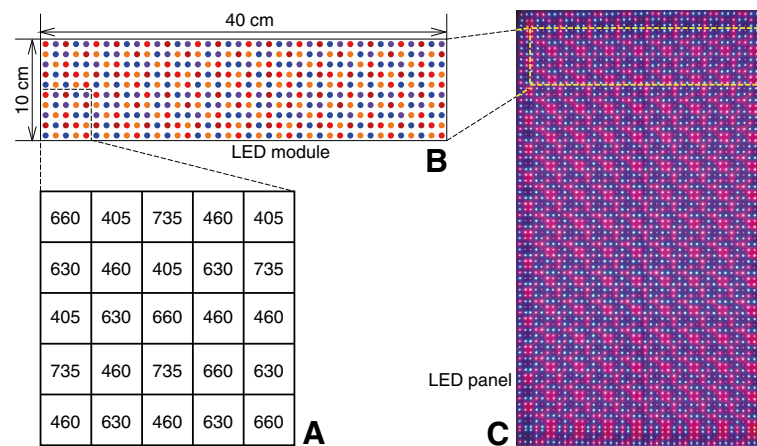 40 cm
10 cm
LED module
B
660 405 735 460 405
630 460 405 630 735
405 630 660 460 460
735 460 735 660 630
460 630 460 630 660
A
LED panel
C